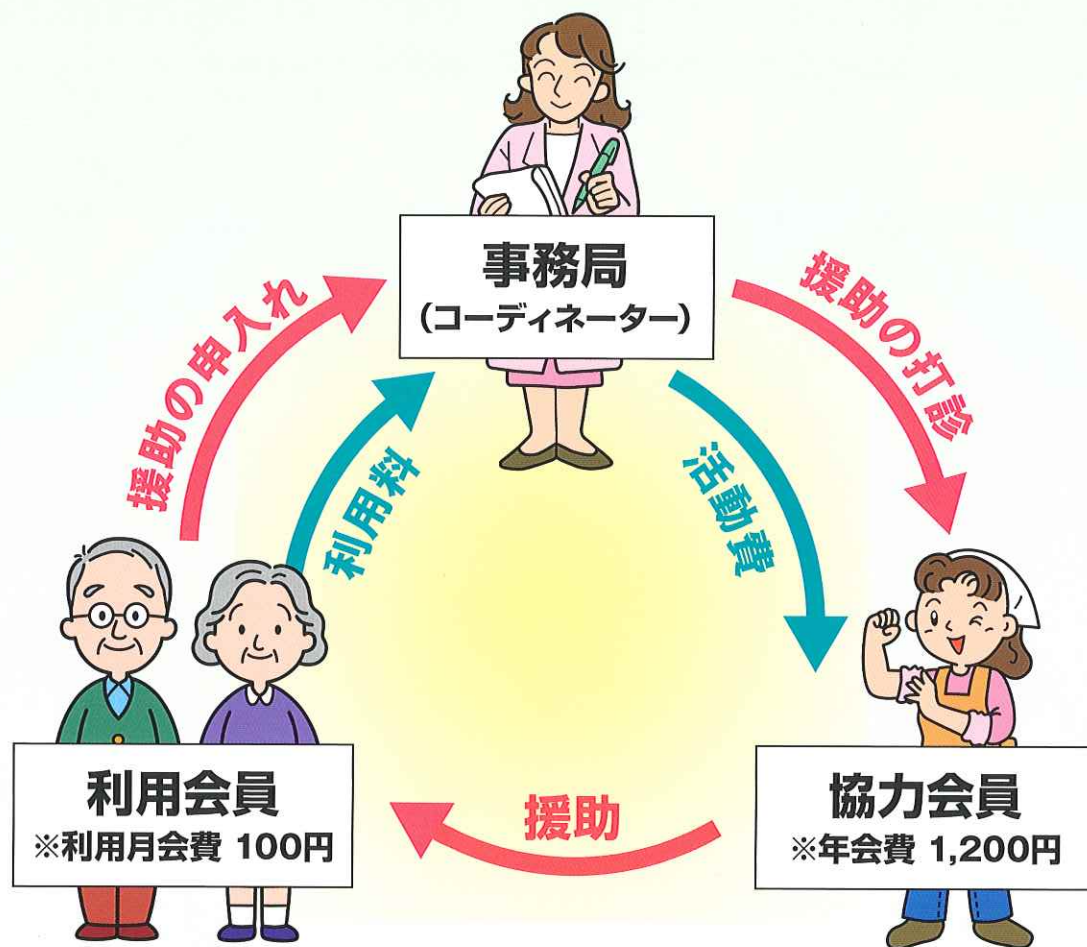 事務局
（コーディネーター）
援助の申入れ
援助の打診
利用料
活動費
利用会員
※利用月会費 100円
援助
協力会員
※年会費 1,200円